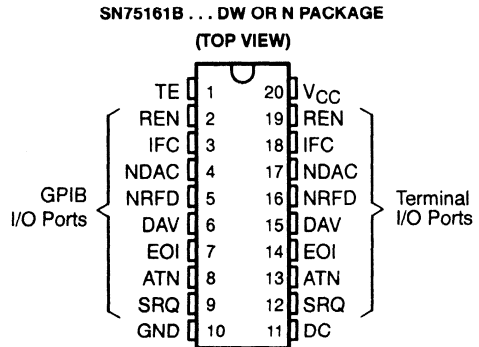 SN75161B . . . DW OR N PACKAGE
(TOP VIEW)
TE 1 20 VCC
REN 2 19 REN
IFC 3 18 IFC
NDAC 4 17 NDAC
NRFD 5 16 NRFD
DAV 6 15 DAV
EOI 7 14 EOI
ATN 8 13 ATN
SRQ 9 12 SRQ
GND 10 11 DC
GPIB
I/O Ports
Terminal
I/O Ports